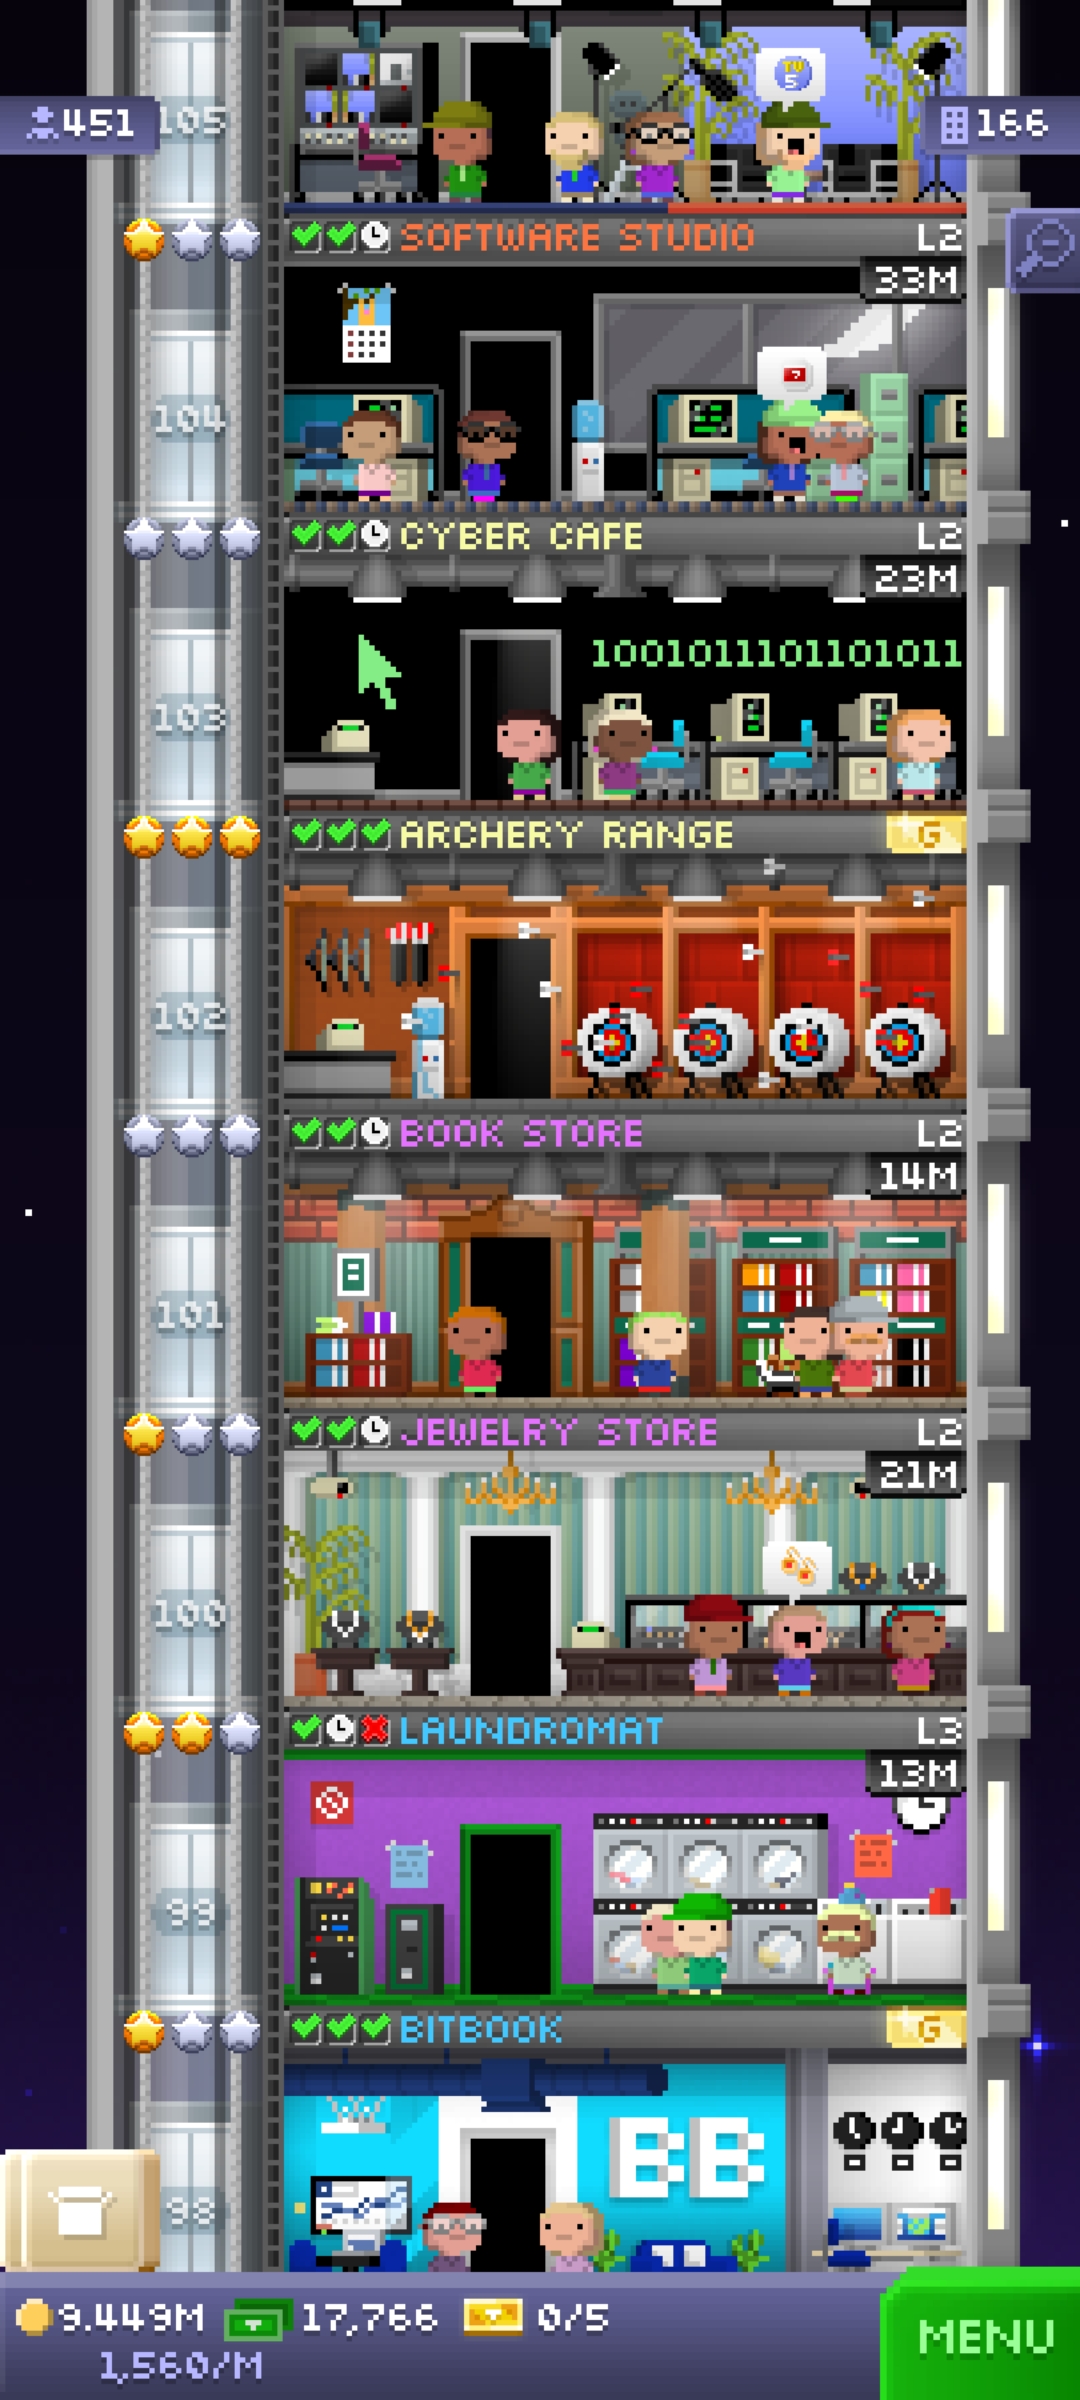 451
105
TV
5
166
SOFTWARE STUDIO
L2
33M
104
?
CYBER CAFE
L2
23M
1001011101101011
103
ARCHERY RANGE
G
102
BOOK STORE
L2
14M
101
JEWELRY STORE
L2
21M
100
LAUNDROMAT
L3
13M
99
BITBOOK
G
BB
98
9.449M
17,766
0/5
1,560/M
MENU